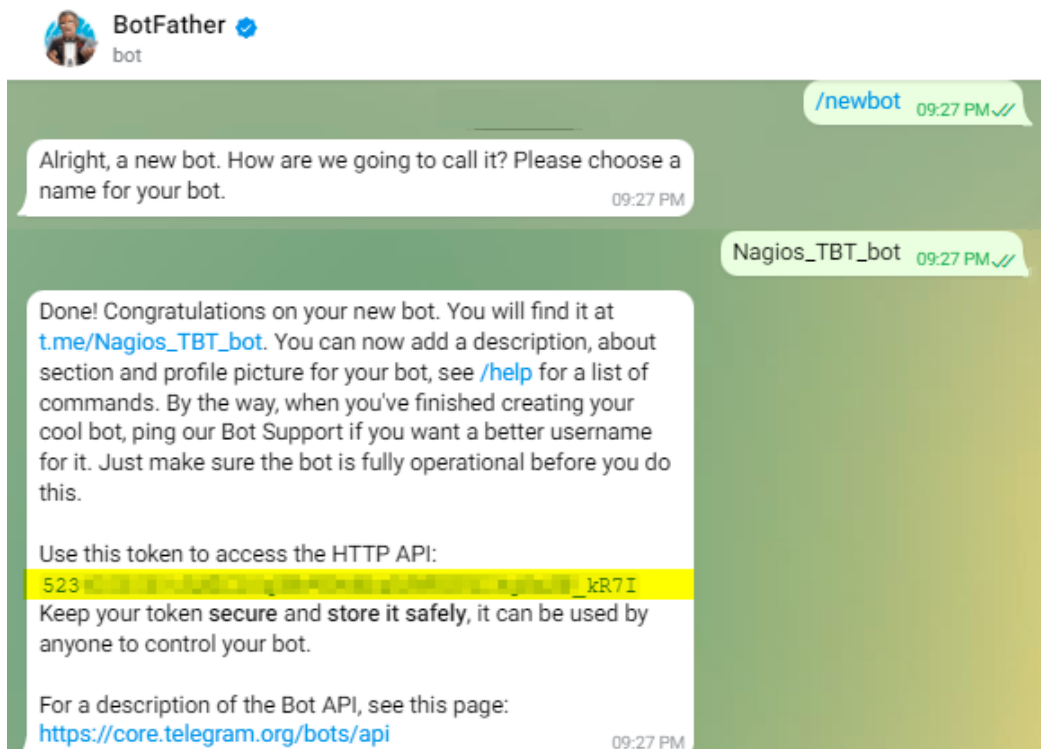 BotFather
bot
/newbot 09:27 PM
Alright, a new bot. How are we going to call it? Please choose a
name for your bot.
09:27 PM
Nagios_TBT_bot 09:27 PM
Done! Congratulations on your new bot. You will find it at
t.me/Nagios_TBT_bot. You can now add a description, about
section and profile picture for your bot, see /help for a list of
commands. By the way, when you've finished creating your
cool bot, ping our Bot Support if you want a better username
for it. Just make sure the bot is fully operational before you do
this.
Use this token to access the HTTP API:
523 _kR7I
Keep your token secure and store it safely, it can be used by
anyone to control your bot.
For a description of the Bot API, see this page:
https://core.telegram.org/bots/api
09:27 PM